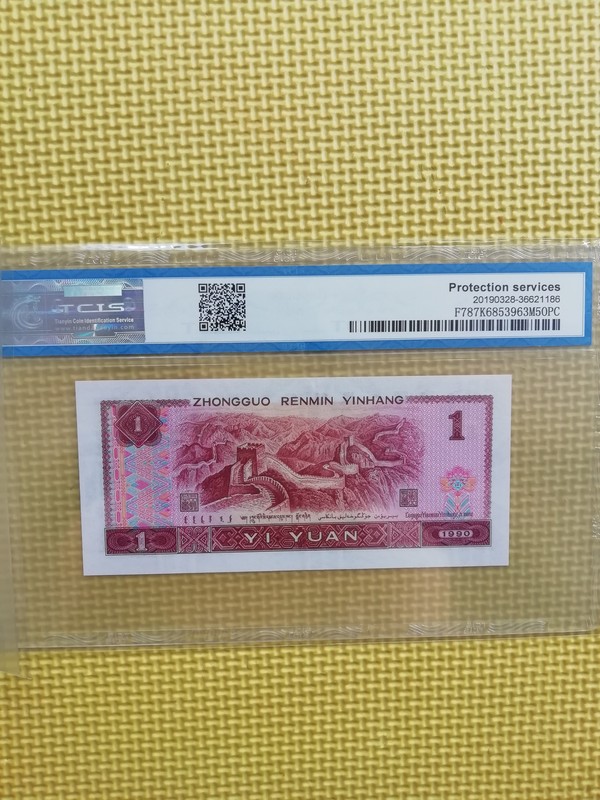 TCIS
Tianjin Coin Identification Service
Protection services
20190328-36621186
F787K6853963M50PC
ZHONGGUO RENMIN YINHANG
1
1
1
YI YUAN
1990